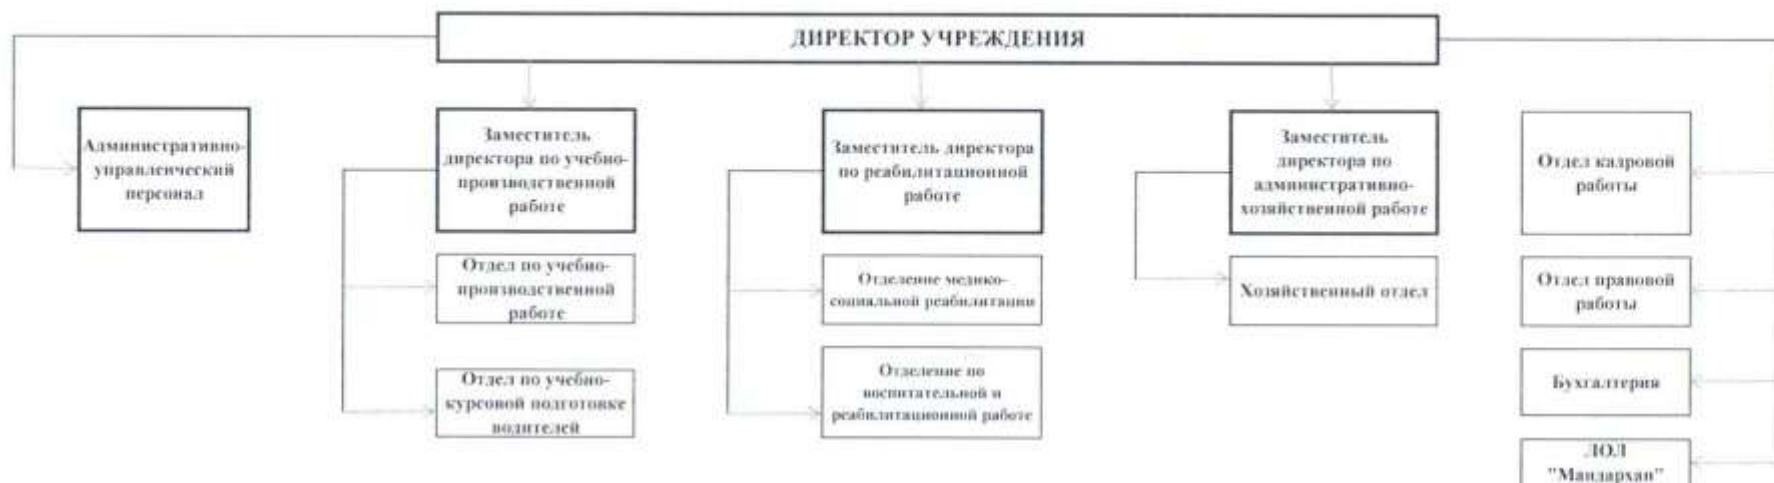 ДИРЕКТОР УЧРЕЖДЕНИЯ
Административно-
управленческий
персонал
Заместитель
директора по учебно-
производственной
работе
Заместитель директора
по реабилитационной
работе
Заместитель
директора по
административно-
хозяйственной работе
Отдел кадровой
работы
Отдел по учебно-
производственной
работе
Отделение медико-
социальной реабилитации
Хозяйственный отдел
Отдел правовой
работы
Отдел по учебно-
курсовой подготовке
водителей
Отделение по
воспитательной и
реабилитационной работе
Бухгалтерия
ЛОЛ
"Мандархан"